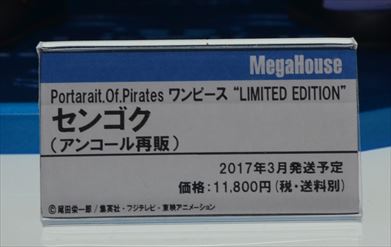 MegaHouse
Portarait.Of.Pirates ワンピース “LIMITED EDITION”
センゴク
(アンコール再販)
2017年3月発送予定
価格:11,800円(税・送料別)
©尾田栄一郎/集英社・フジテレビ・東映アニメーション